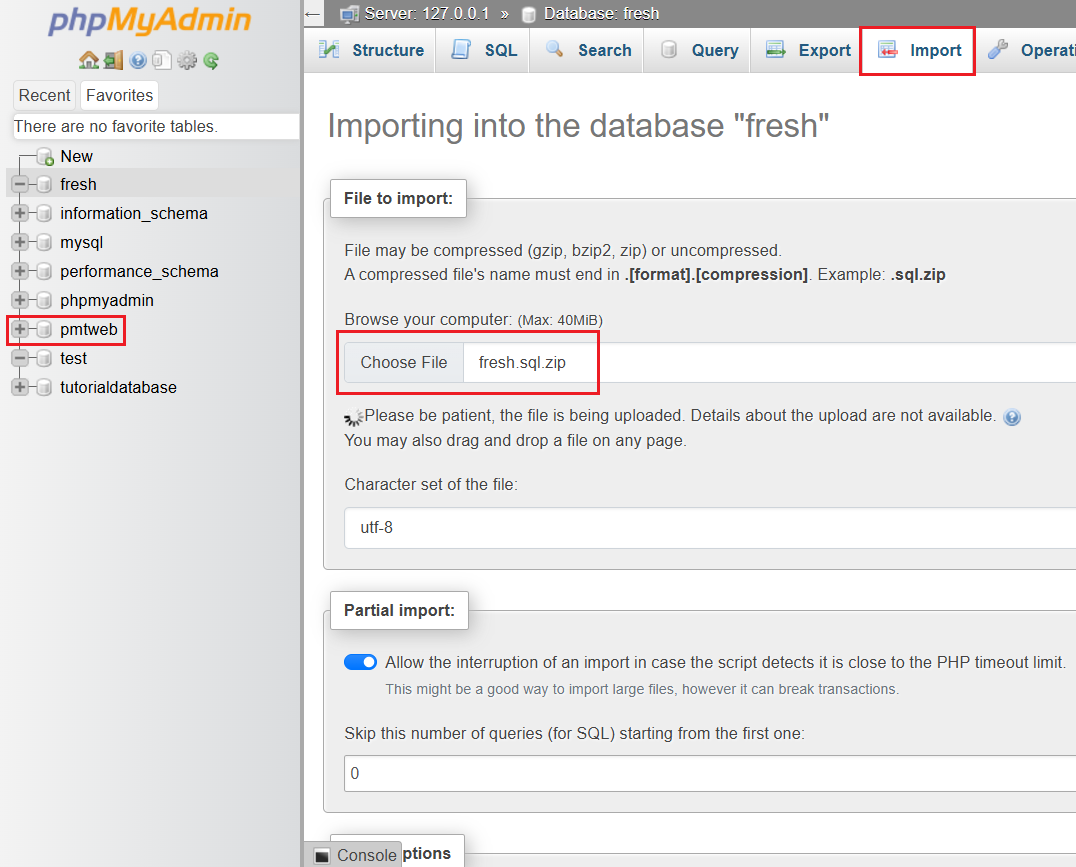 phpMyAdmin
Recent Favorites
There are no favorite tables.
New
fresh
information_schema
mysql
performance_schema
phpmyadmin
pmtweb
test
tutorialdatabase
Server: 127.0.0.1 » Database: fresh
Structure SQL Search Query Export Import Operati
Importing into the database "fresh"
File to import:
File may be compressed (gzip, bzip2, zip) or uncompressed.
A compressed file's name must end in .[format].[compression]. Example: .sql.zip
Browse your computer: (Max: 40MiB)
Choose File fresh.sql.zip
Please be patient, the file is being uploaded. Details about the upload are not available.
You may also drag and drop a file on any page.
Character set of the file:
utf-8
Partial import:
Allow the interruption of an import in case the script detects it is close to the PHP timeout limit.
This might be a good way to import large files, however it can break transactions.
Skip this number of queries (for SQL) starting from the first one:
0
Console ptions